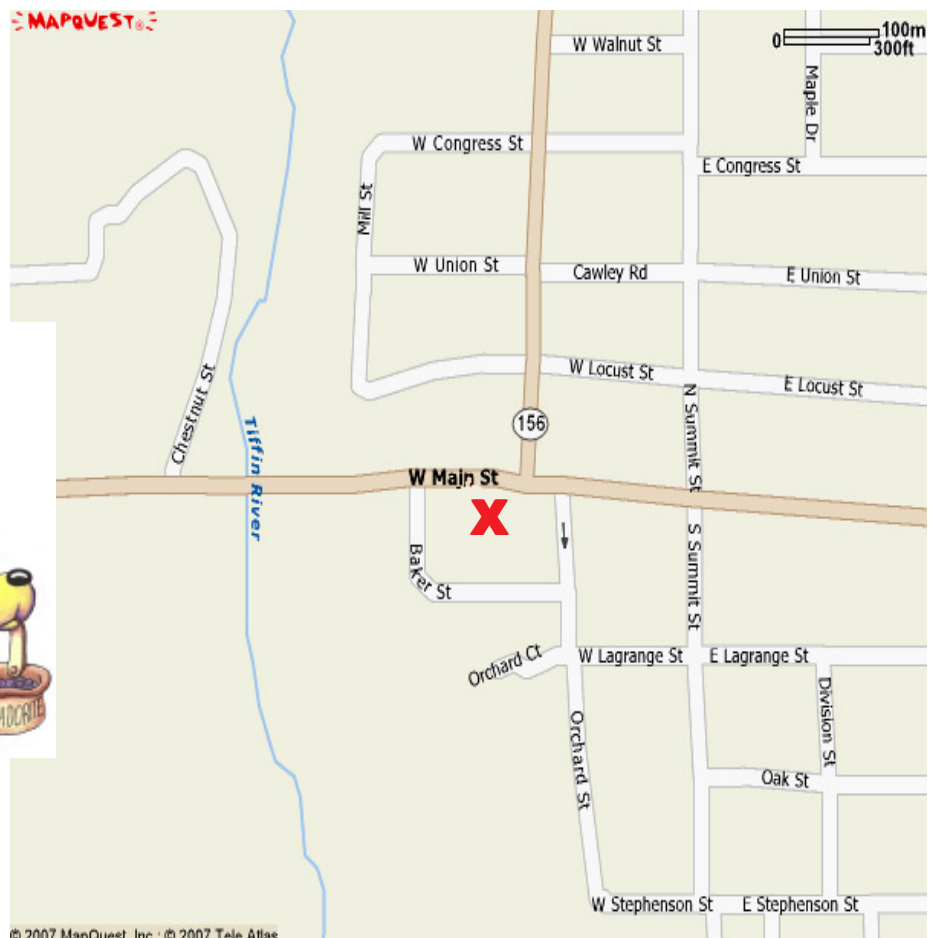 MAPQUEST®
100m
0
300ft
W Walnut St
Maple Dr
W Congress St
E Congress St
Mill St
W Union St
Cawley Rd
E Union St
W Locust St
E Locust St
Chestnut St
N Summit St
156
Tiffin River
W Main St
X
S Summit St
Baker St
Orchard Ct
W Lagrange St
E Lagrange St
Division St
Orchard St
Oak St
W Stephenson St
E Stephenson St
© 2007 MapQuest, Inc.; © 2007 Tele Atlas